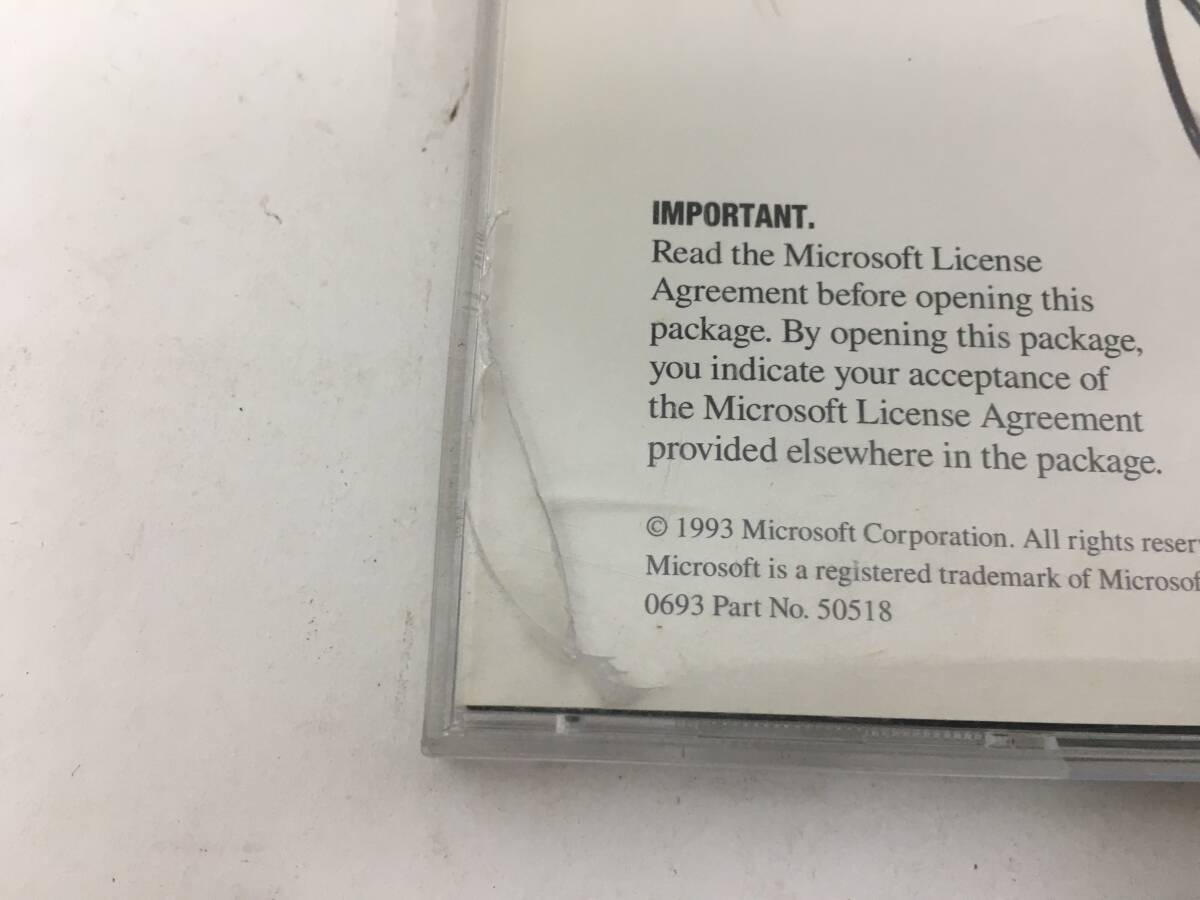 IMPORTANT.
Read the Microsoft License
Agreement before opening this
package. By opening this package,
you indicate your acceptance of
the Microsoft License Agreement
provided elsewhere in the package.
© 1993 Microsoft Corporation. All rights
Microsoft is a registered trademark of
0693 Part No. 50518